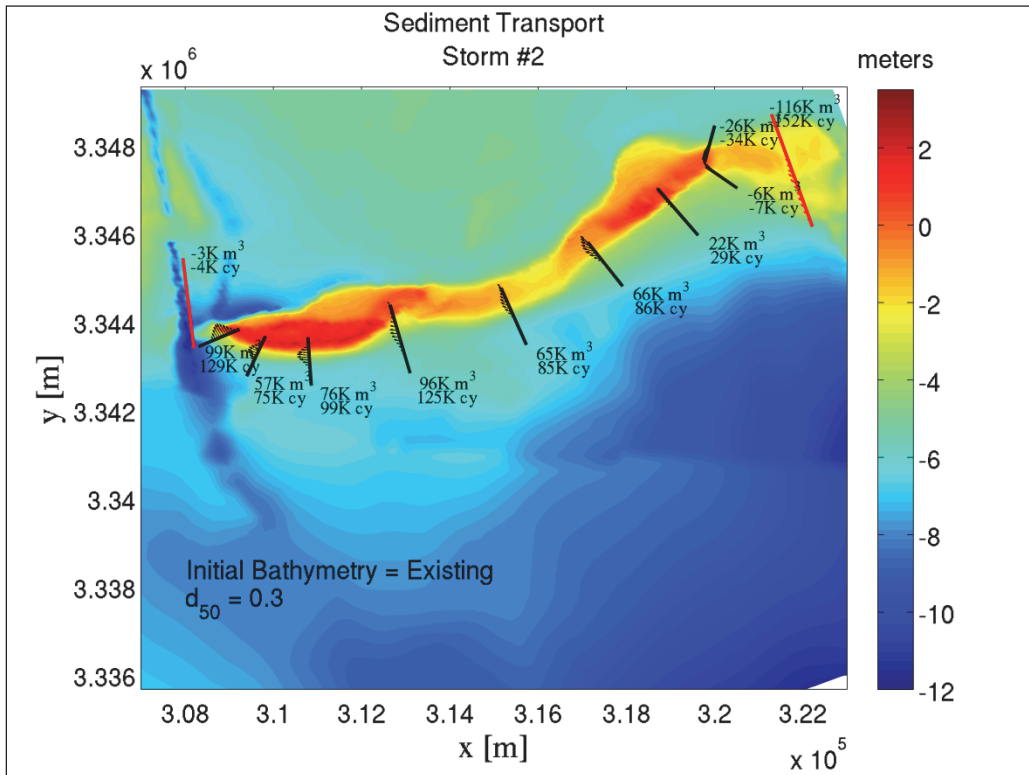 Sediment Transport
Storm #2
x 10⁶
meters
3.348
3.346
3.344
3.342
3.34
3.338
3.336
y [m]
-3K m³
-4K cy
99K m³
129K cy
57K m³
75K cy
76K m³
99K cy
96K m³
125K cy
65K m³
85K cy
66K m³
86K cy
22K m³
29K cy
-26K m³
-34K cy
-6K m³
-7K cy
-116K m³
-152K cy
Initial Bathymetry = Existing
d₅₀ = 0.3
3.08
3.1
3.12
3.14
3.16
3.18
3.2
3.22
x [m]
x 10⁵
2
0
-2
-4
-6
-8
-10
-12